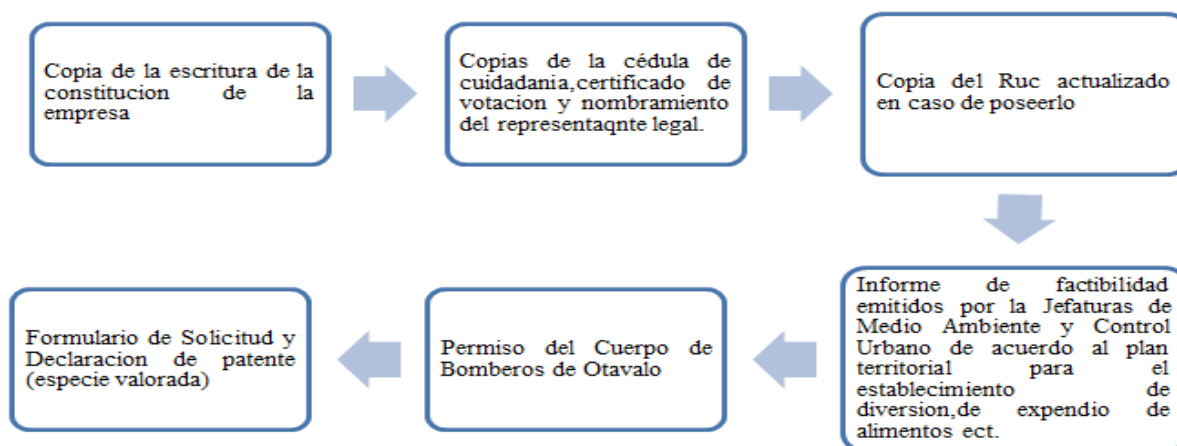 Copia de la escritura de la
constitucion de la
empresa
Copias de la cédula de
cuidadania,certificado de
votacion y nombramiento
del representaqnte legal.
Copia del Ruc actualizado
en caso de poseerlo
Informe de factibilidad
emitidos por la Jefaturas de
Medio Ambiente y Control
Urbano de acuerdo al plan
territorial para el
establecimiento de
diversion,de expendio de
alimentos ect.
Permiso del Cuerpo de
Bomberos de Otavalo
Formulario de Solicitud y
Declaracion de patente
(especie valorada)